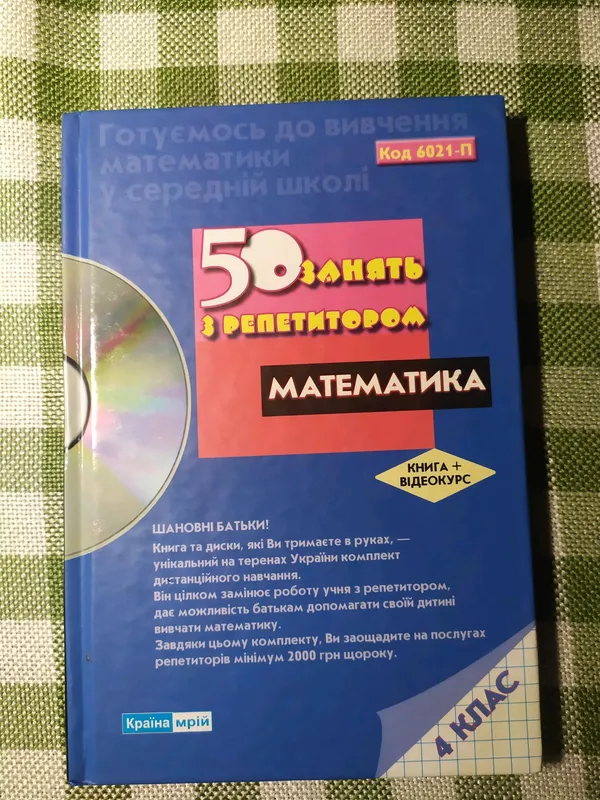 Готуємось до вивчення
математики
у середній школі
Код 6021-П
50 ЗАНЯТЬ
З РЕПЕТИТОРОМ
МАТЕМАТИКА
КНИГА +
ВІДЕОКУРС
ШАНОВНІ БАТЬКИ!
Книга та диски, які Ви тримаєте в руках, —
унікальний на теренах України комплект
дистанційного навчання.
Він цілком замінює роботу учня з репетитором,
дає можливість батькам допомагати своїй дитині
вивчати математику.
Завдяки цьому комплекту, Ви заощадите на послугах
репетиторів мінімум 2000 грн щороку.
Країна мрій
4 КЛАС